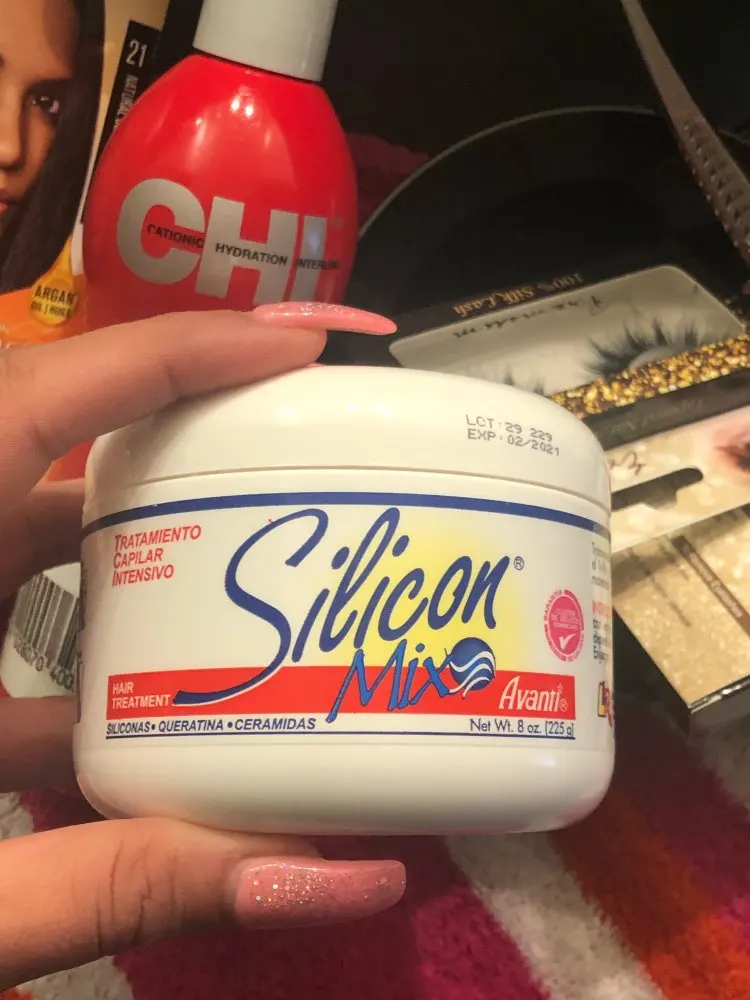 21
CHI
CATIONIC HYDRATION
ARGAN
100% Silk Lash
LOT: 29 229
EXP: 02/2021
TRATAMIENTO
CAPILAR
INTENSIVO
Silicon®
Mix
HAIR
TREATMENT
Avanti®
SILICONAS • QUERATINA • CERAMIDAS
Net Wt. 8 oz. (225 g)